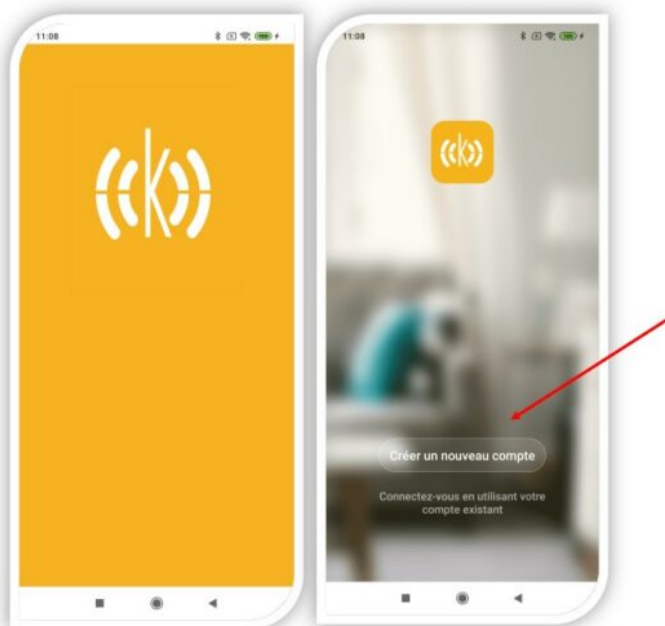 11:08
k
11:08
k
Créer un nouveau compte
Connectez-vous en utilisant votre
compte existant